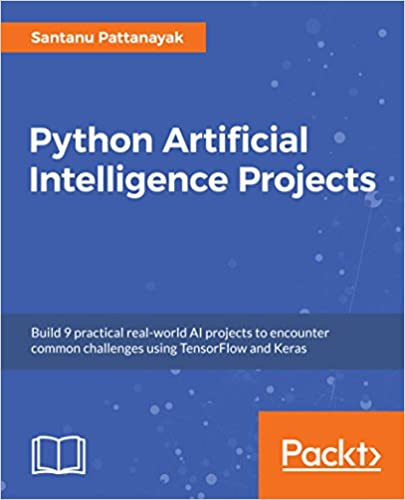 Santanu Pattanayak
Python Artificial
Intelligence Projects
Build 9 practical real-world AI projects to encounter
common challenges using TensorFlow and Keras
Packt>